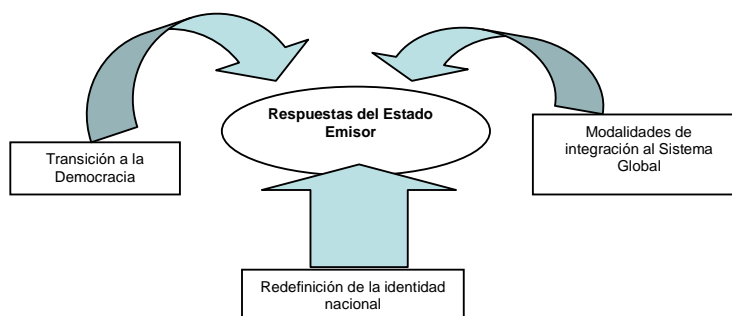 Respuestas del Estado
Emisor
Transición a la
Democracia
Modalidades de
integración al Sistema
Global
Redefinición de la identidad
nacional